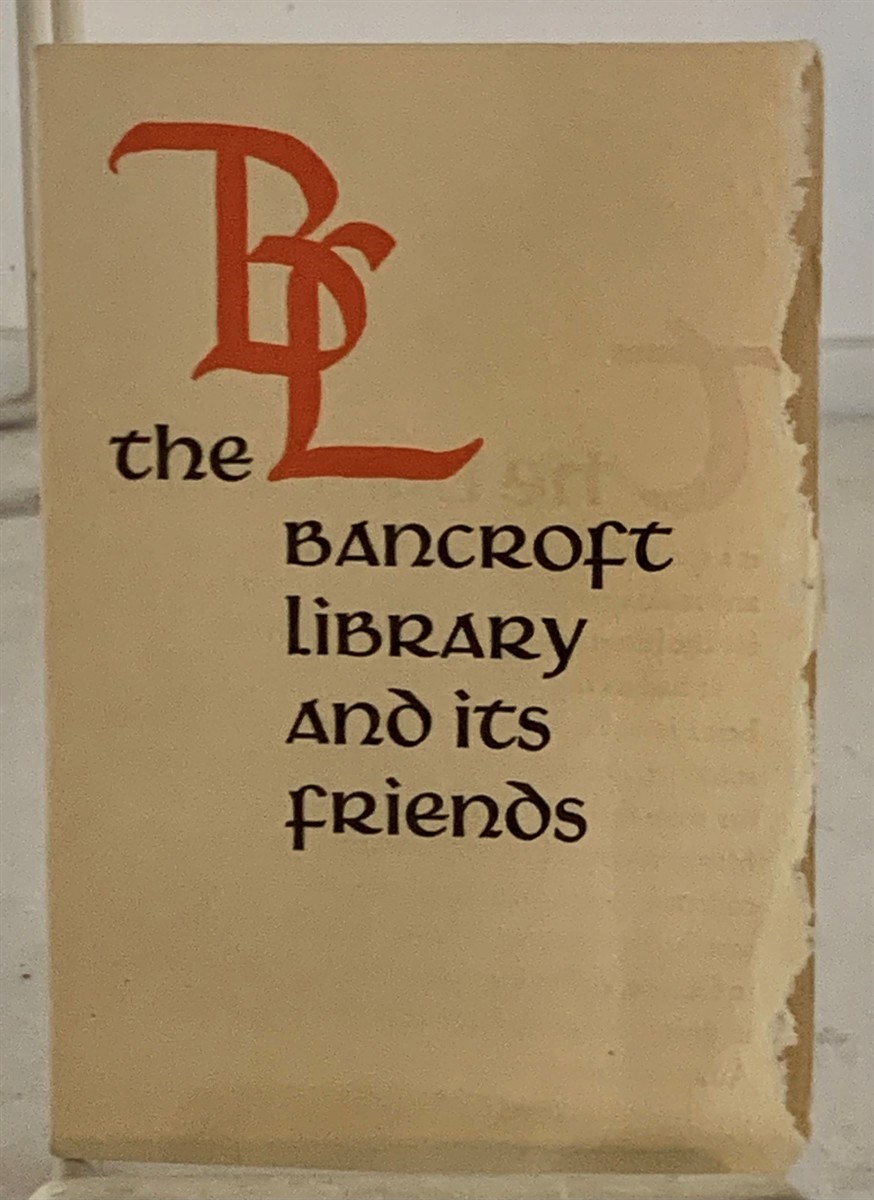 BL
the
BANCROFT
LIBRARY
AND ITS
FRIENDS